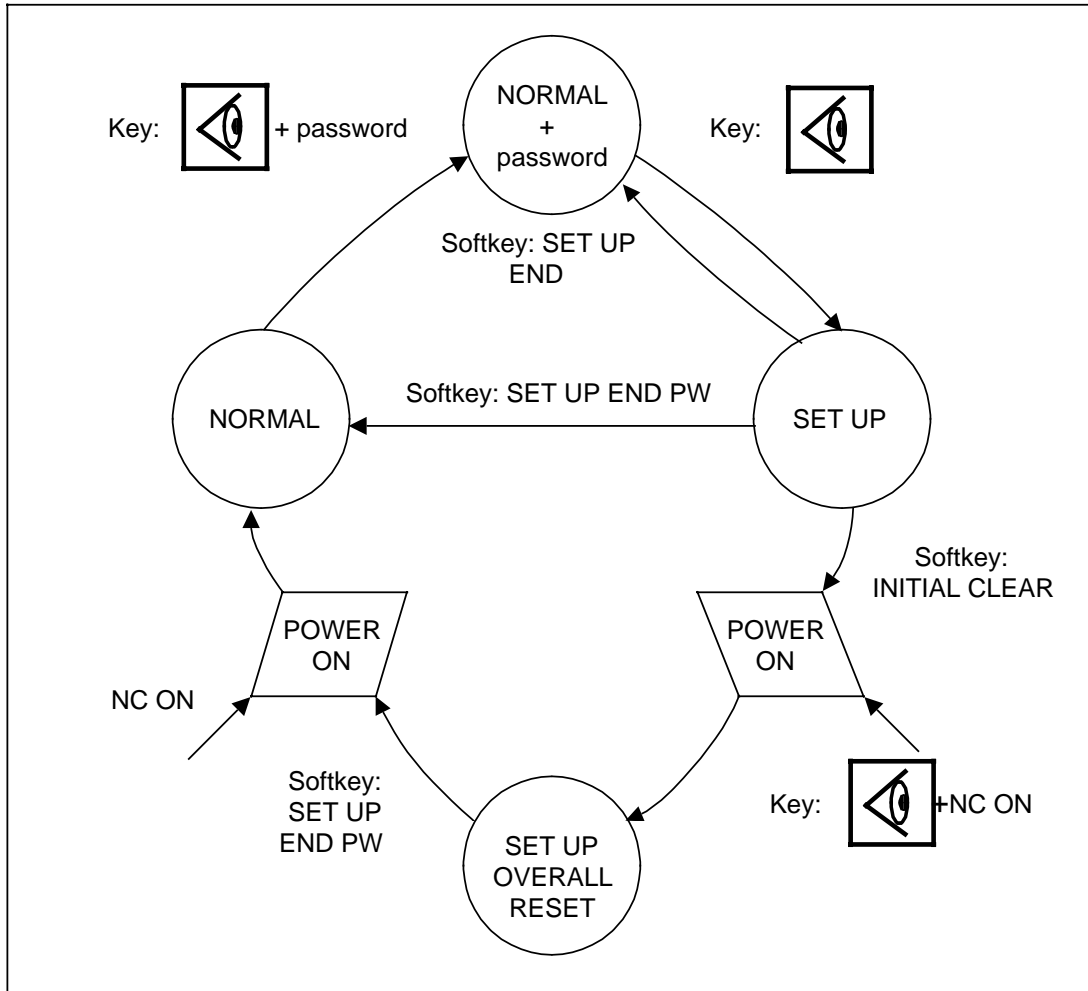 NORMAL
+
password
Key:
+ password
Key:
Softkey: SET UP
END
Softkey: SET UP END PW
NORMAL
SET UP
Softkey:
INITIAL CLEAR
POWER
ON
POWER
ON
NC ON
Softkey:
SET UP
END PW
Key:
+NC ON
SET UP
OVERALL
RESET